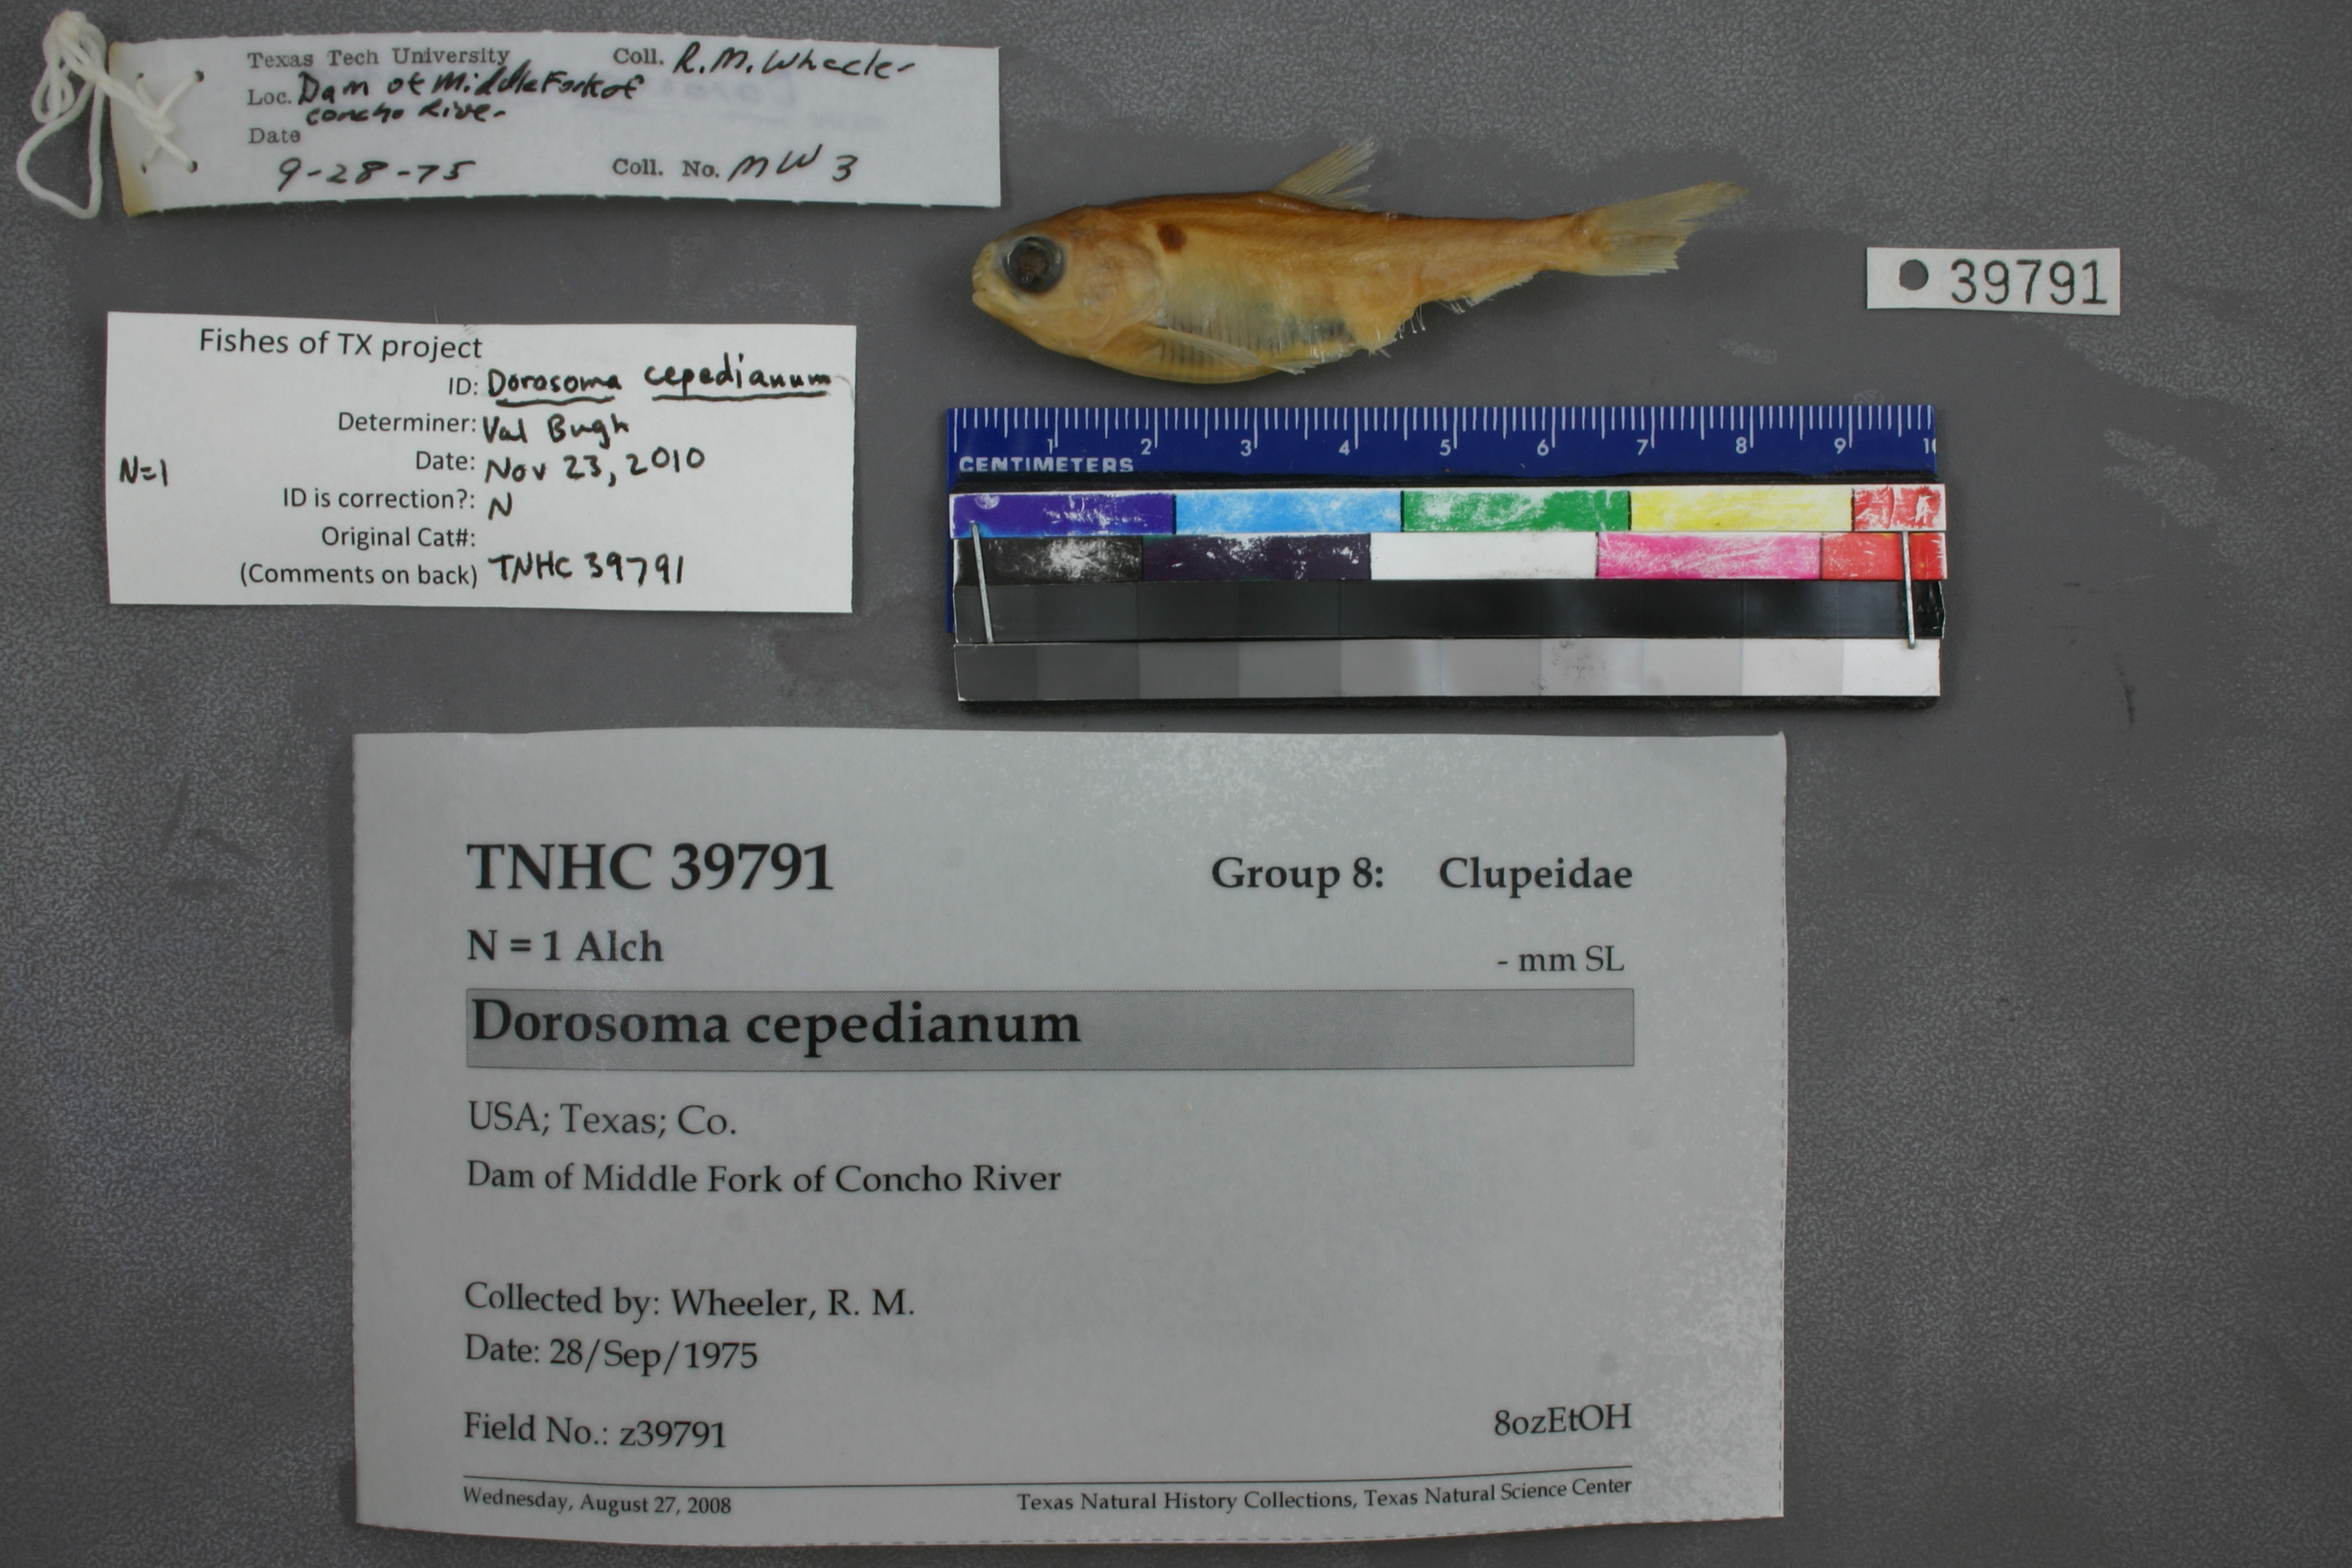 Texas Tech University Coll. R.M. Wheeler
Loc. Dam of Middle Fork of
Concho River
Date
9-28-75 Coll. No. MW 3
39791
Fishes of TX project
ID: Dorosoma cepedianum
Determiner: Val Bugh
Date: Nov 23, 2010
N=1
ID is correction?: N
Original Cat#:
(Comments on back) TNHC 39791
1 2 3 4 5 6 7 8 9 10
CENTIMETERS
TNHC 39791 Group 8: Clupeidae
N = 1 Alch - mm SL
Dorosoma cepedianum
USA; Texas; Co.
Dam of Middle Fork of Concho River
Collected by: Wheeler, R. M.
Date: 28/Sep/1975
Field No.: z39791 8ozEtOH
Wednesday, August 27, 2008 Texas Natural History Collections, Texas Natural Science Center